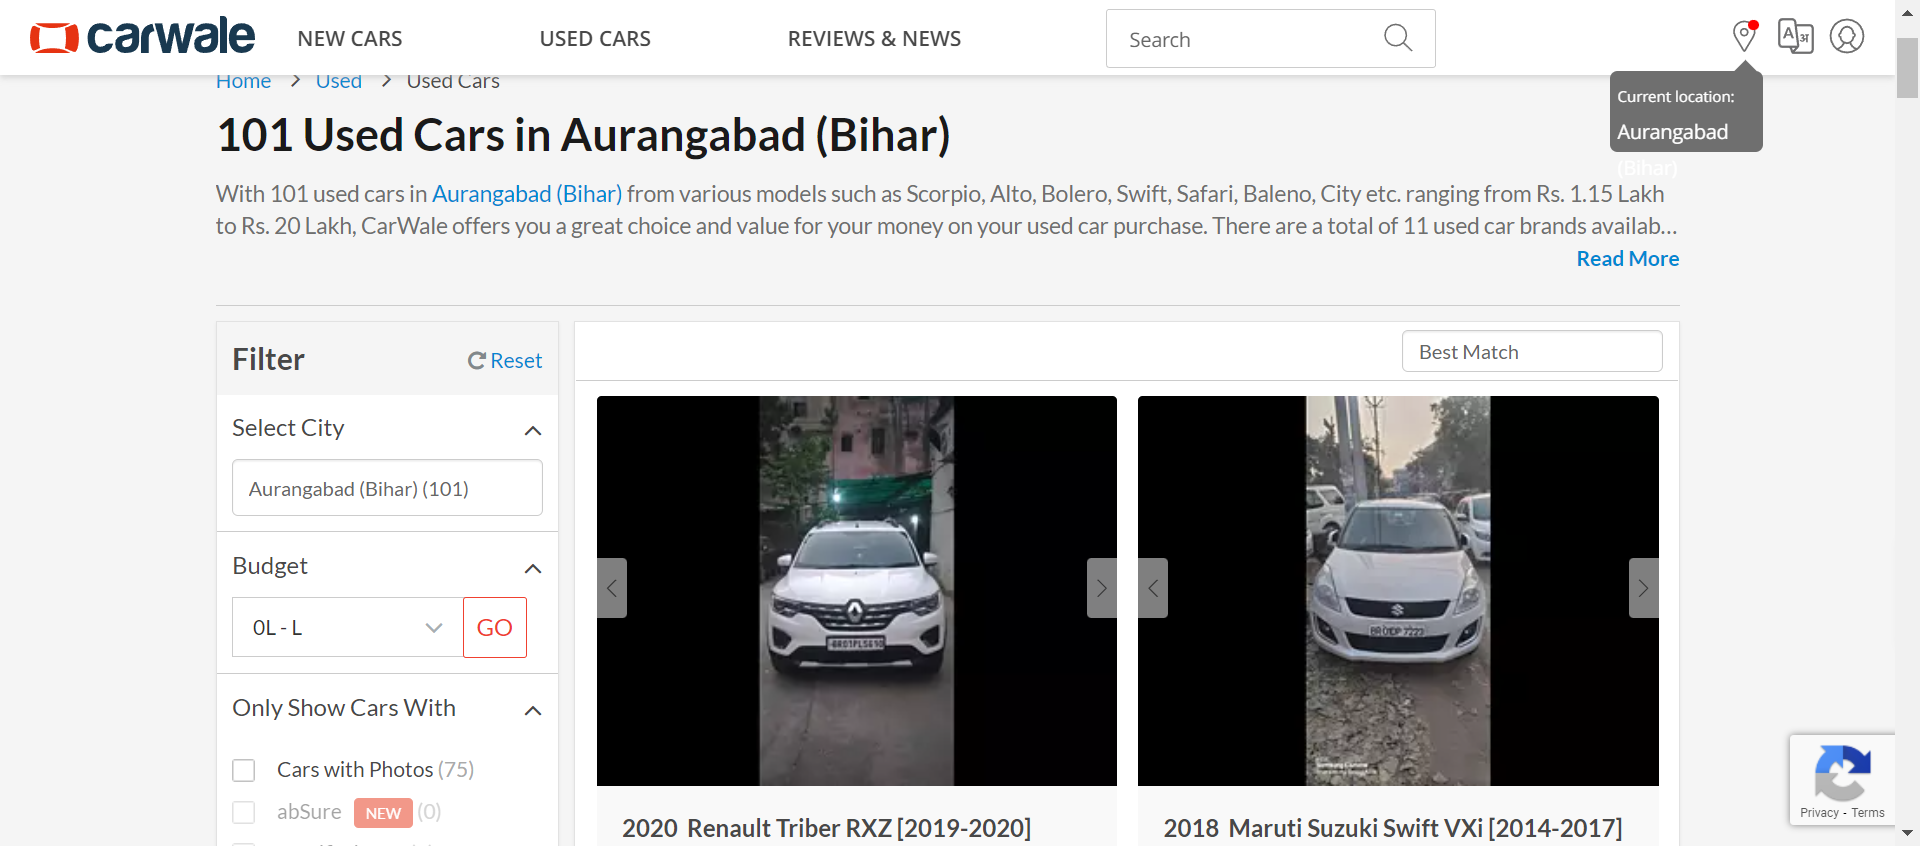 carwale
NEW CARS
USED CARS
REVIEWS & NEWS
Search
A अ
Current location:
Aurangabad
(Bihar)
Home > Used > Used Cars
101 Used Cars in Aurangabad (Bihar)
With 101 used cars in Aurangabad (Bihar) from various models such as Scorpio, Alto, Bolero, Swift, Safari, Baleno, City etc. ranging from Rs. 1.15 Lakh
to Rs. 20 Lakh, CarWale offers you a great choice and value for your money on your used car purchase. There are a total of 11 used car brands availab...
Read More
Filter
Reset
Select City
Aurangabad (Bihar) (101)
Budget
0L - L
GO
Only Show Cars With
Cars with Photos (75)
abSure NEW (0)
Best Match
BR01PL5610
2020 Renault Triber RXZ [2019-2020]
BR01DP 7223
2018 Maruti Suzuki Swift VXi [2014-2017]
Privacy - Terms